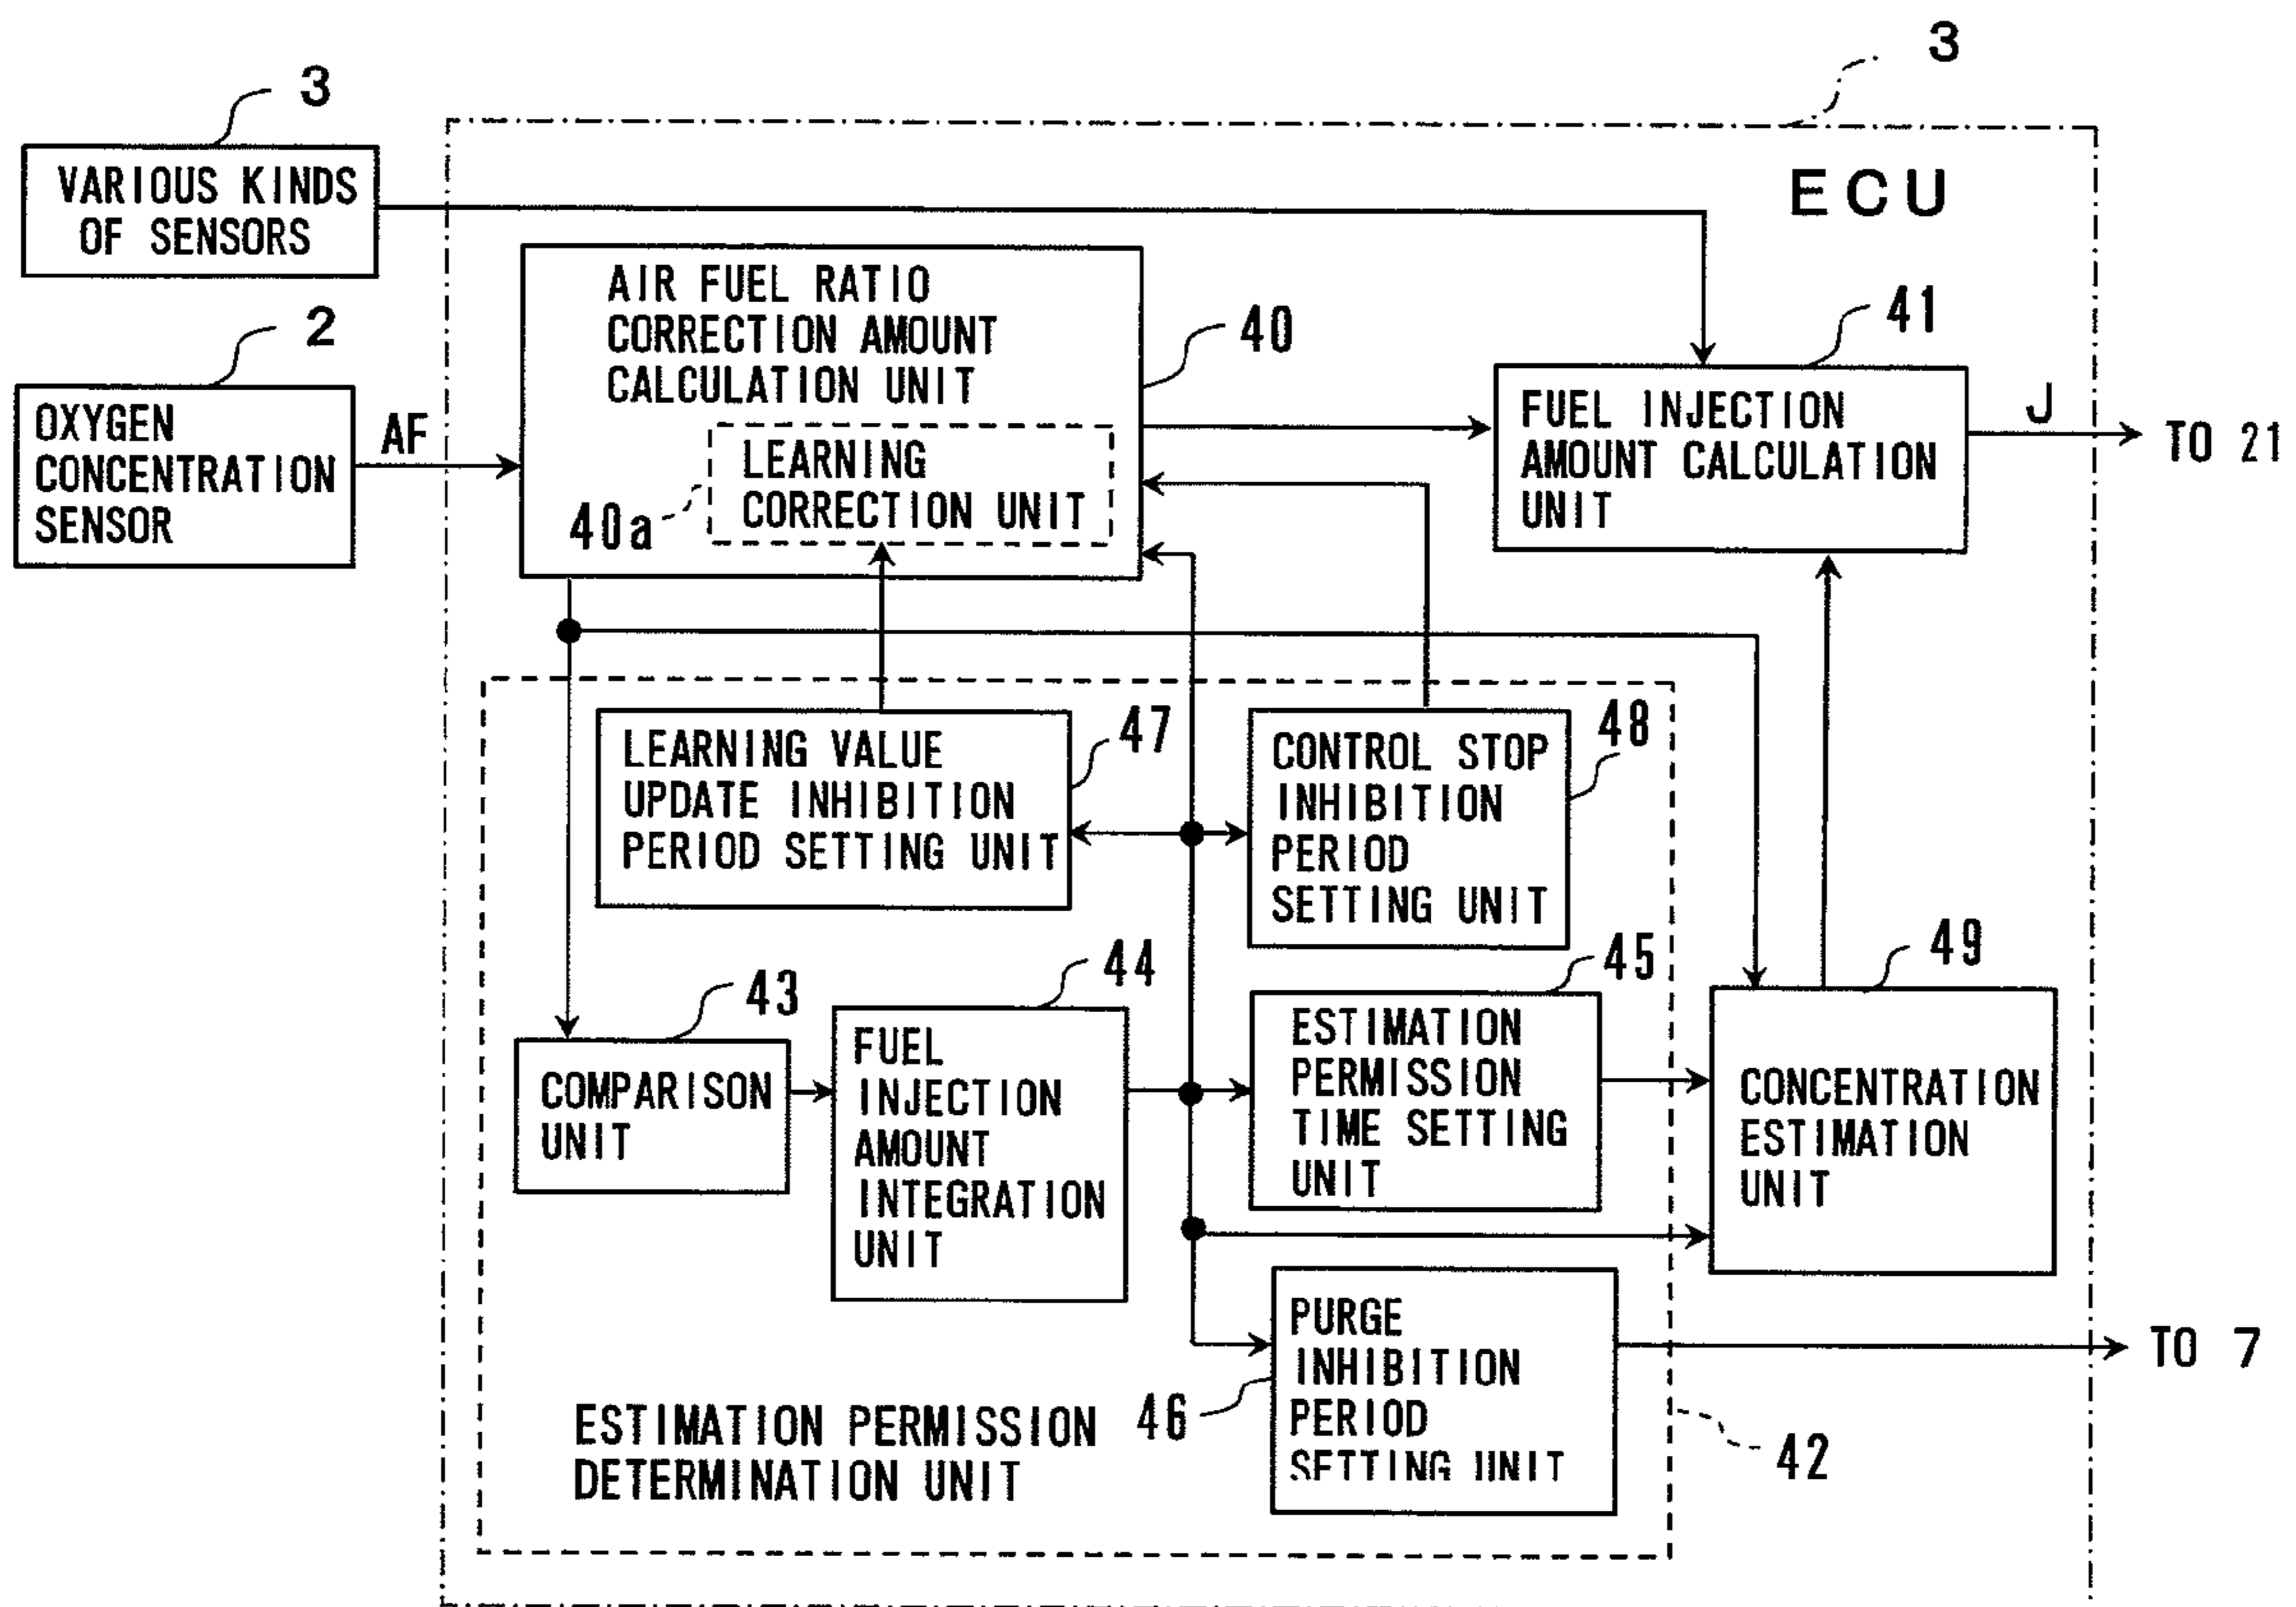 3
3
VARIOUS KINDS
OF SENSORS
ECU
2
AIR FUEL RATIO
CORRECTION AMOUNT
CALCULATION UNIT
40
41
OXYGEN
CONCENTRATION
SENSOR
AF
LEARNING
CORRECTION UNIT
40a
FUEL INJECTION
AMOUNT CALCULATION
UNIT
J
TO 21
LEARNING VALUE
UPDATE INHIBITION
PERIOD SETTING UNIT
47
CONTROL STOP
INHIBITION
PERIOD
SETTING UNIT
48
43
COMPARISON
UNIT
44
FUEL
INJECTION
AMOUNT
INTEGRATION
UNIT
45
ESTIMATION
PERMISSION
TIME SETTING
UNIT
49
CONCENTRATION
ESTIMATION
UNIT
PURGE
INHIBITION
PERIOD
SETTING UNIT
46
TO 7
ESTIMATION PERMISSION
DETERMINATION UNIT
42